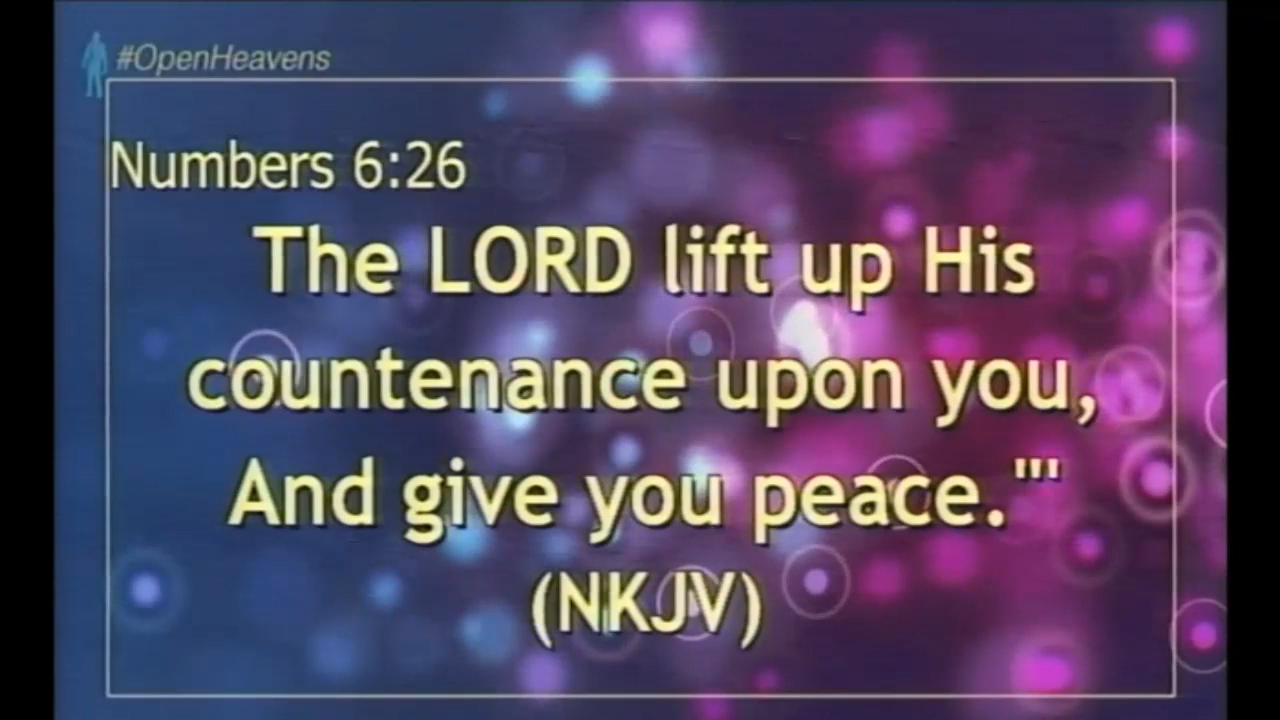 #OpenHeavens
Numbers 6:26
The LORD lift up His
countenance upon you,
And give you peace."'
(NKJV)